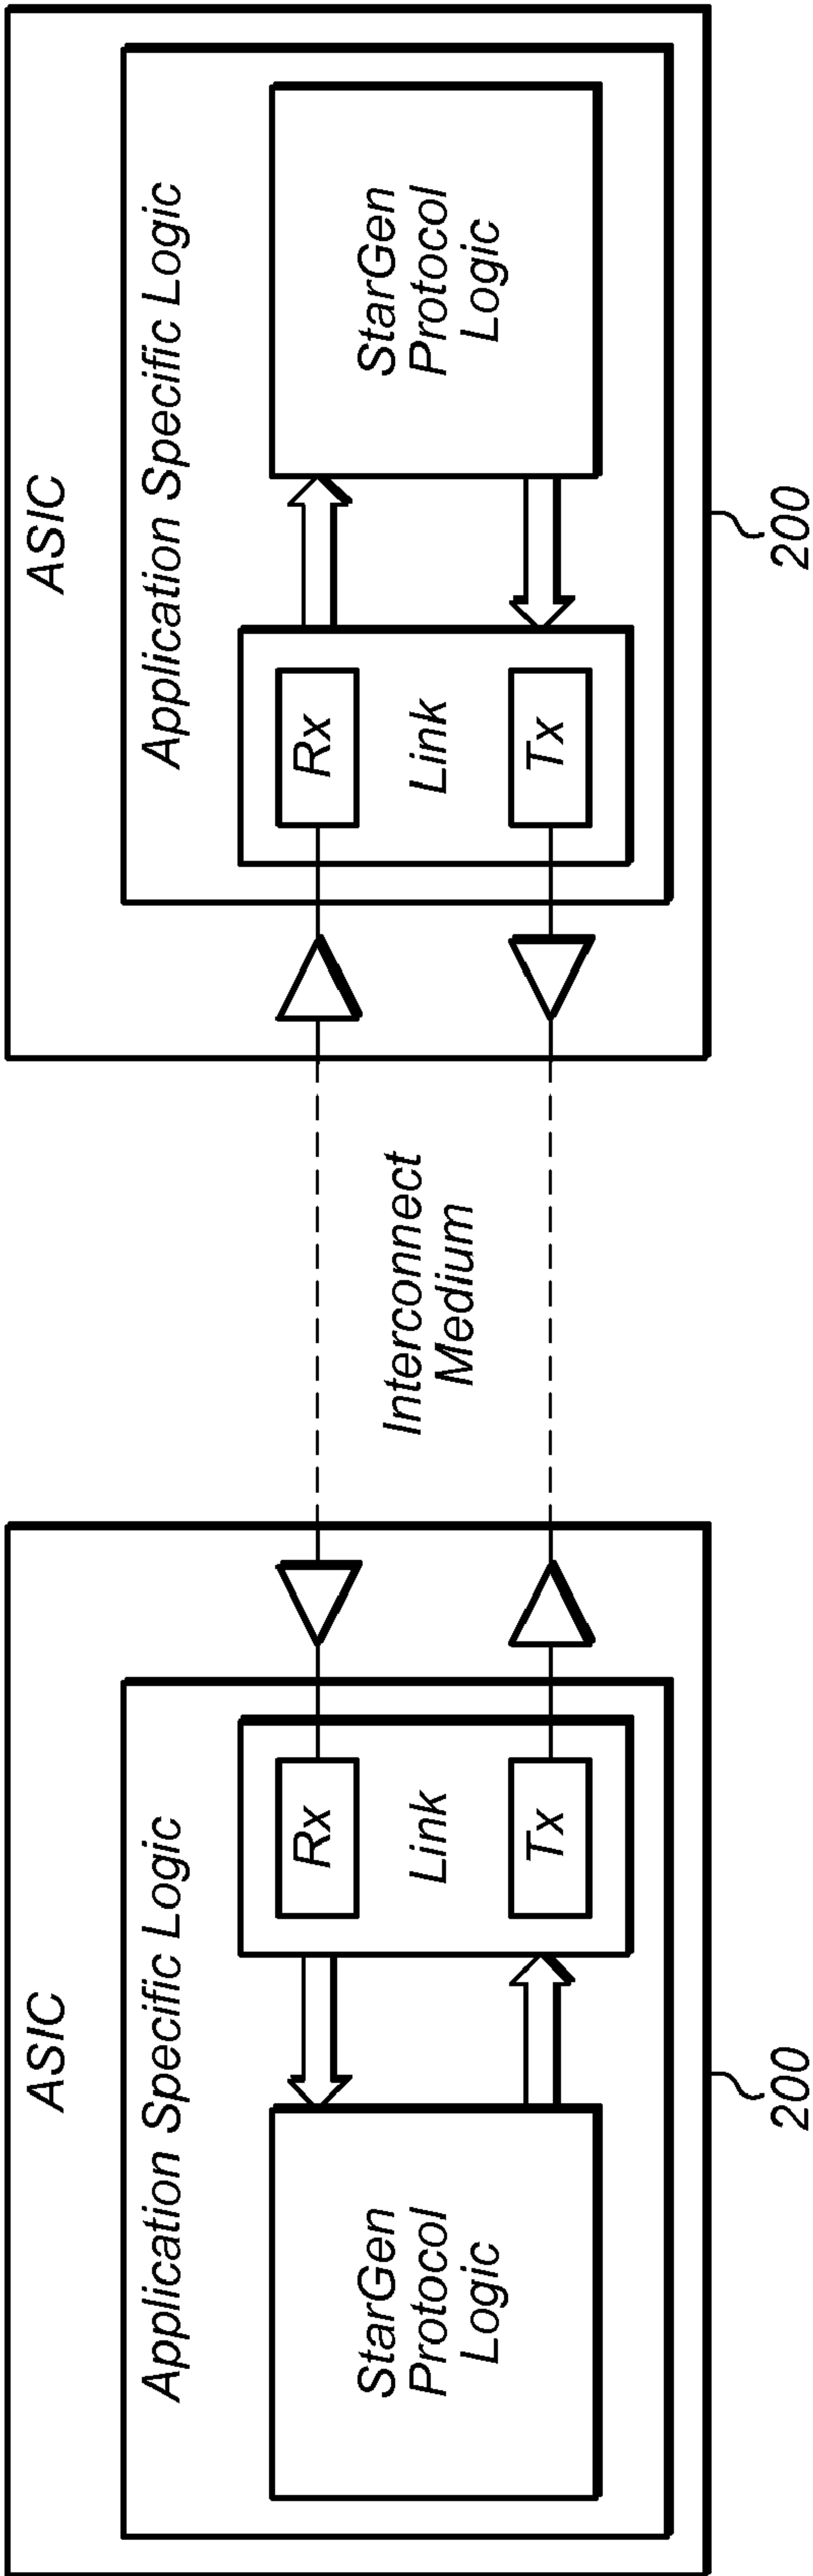 ASIC
Application Specific Logic
StarGen
Protocol
Logic
Rx
Link
Tx
200
Interconnect
Medium
ASIC
Application Specific Logic
Rx
Link
Tx
StarGen
Protocol
Logic
200